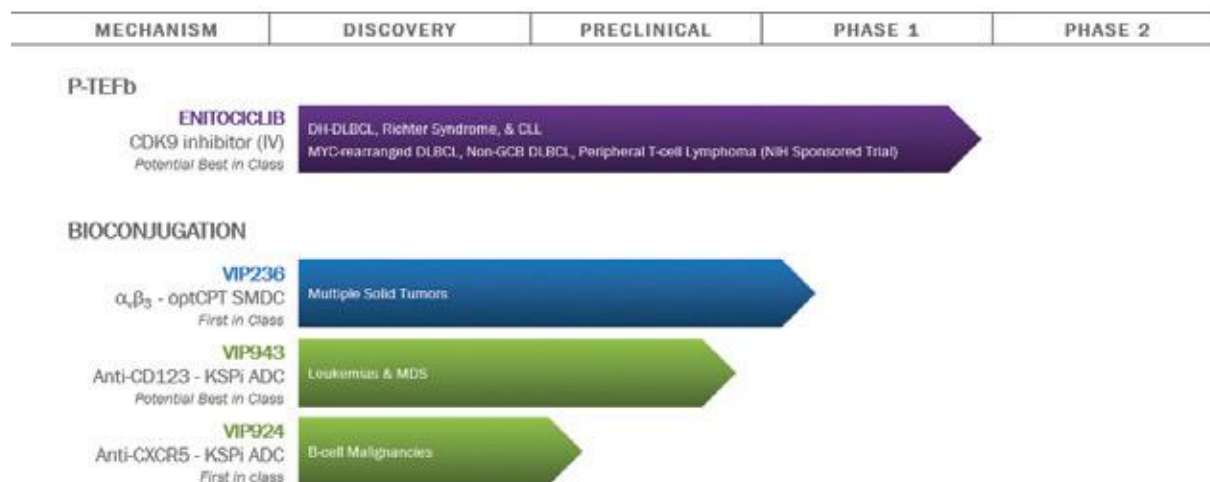 MECHANISM DISCOVERY PRECLINICAL PHASE 1 PHASE 2
P-TEFb
ENITOCICLIB
CDK9 inhibitor (IV)
Potential Best in Class
DH-DLBCL, Richter Syndrome, & CLL
MYC-rearranged DLBCL, Non-GCB DLBCL, Peripheral T-cell Lymphoma (NIH Sponsored Trial)
BIOCONJUGATION
VIP236
αvβ3 - optCPT SMDC
First in Class
Multiple Solid Tumors
VIP943
Anti-CD123 - KSPi ADC
Potential Best in Class
Leukemias & MDS
VIP924
Anti-CXCR5 - KSPi ADC
First in class
B-cell Malignancies